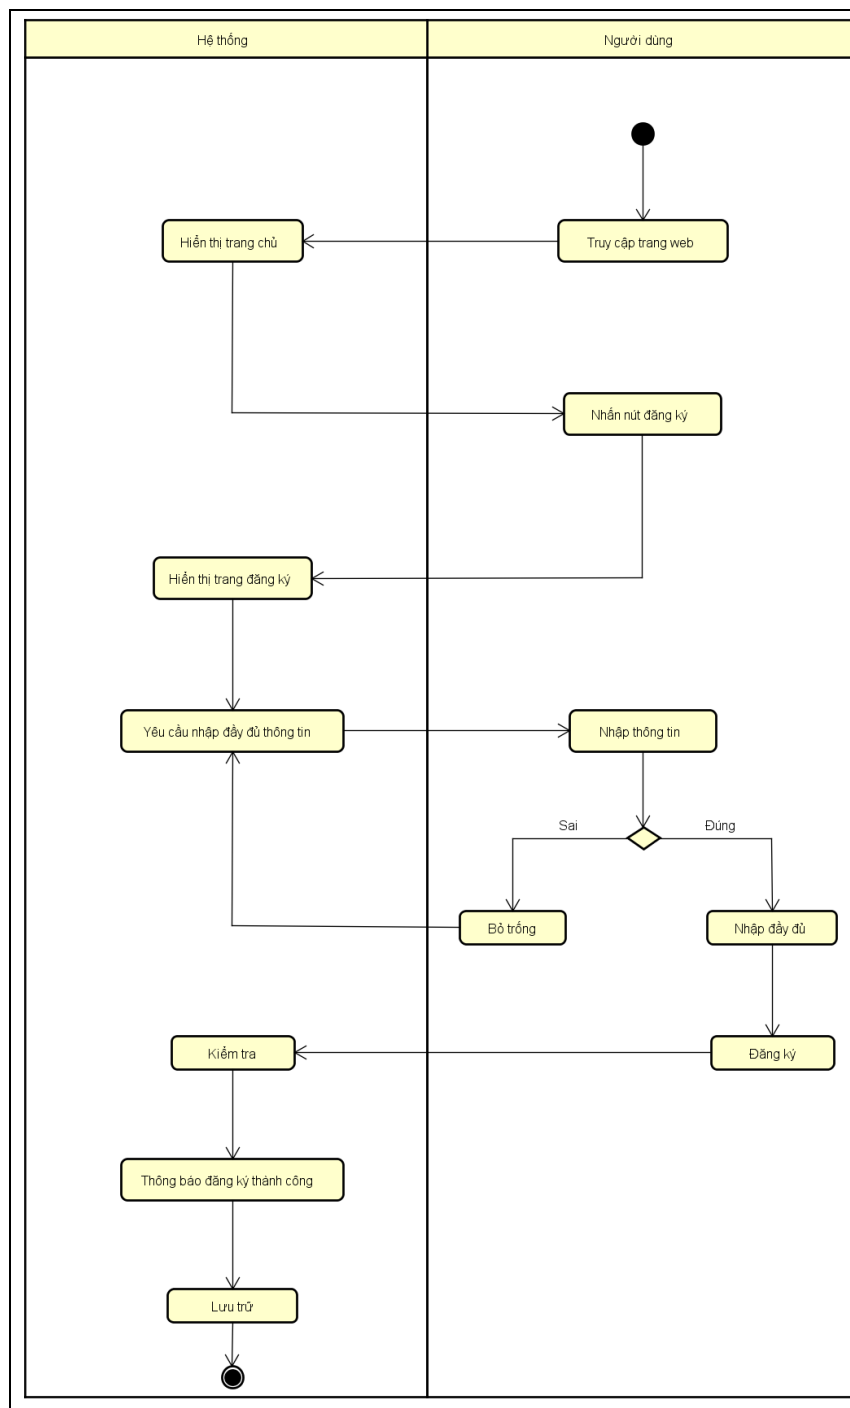 Hệ thống
Người dùng
Truy cập trang web
Hiển thị trang chủ
Nhấn nút đăng ký
Hiển thị trang đăng ký
Yêu cầu nhập đầy đủ thông tin
Nhập thông tin
Sai
Đúng
Bỏ trống
Nhập đầy đủ
Đăng ký
Kiểm tra
Thông báo đăng ký thành công
Lưu trữ